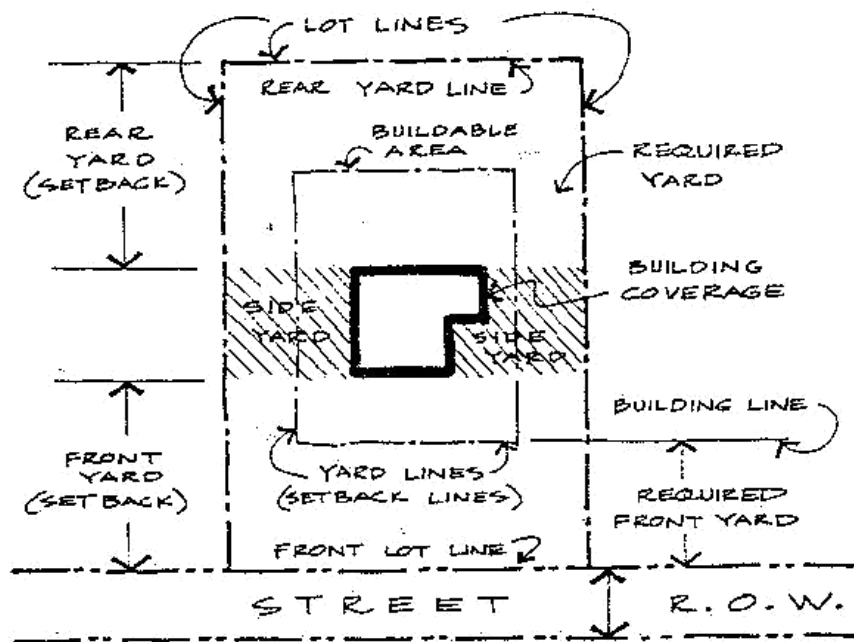 LOT LINES
REAR YARD LINE
REAR
YARD
(SETBACK)
BUILDABLE
AREA
REQUIRED
YARD
BUILDING
COVERAGE
SIDE
YARD
SIDE
YARD
BUILDING LINE
FRONT
YARD
(SETBACK)
YARD LINES
(SETBACK LINES)
REQUIRED
FRONT YARD
FRONT LOT LINE
STREET
R.O.W.